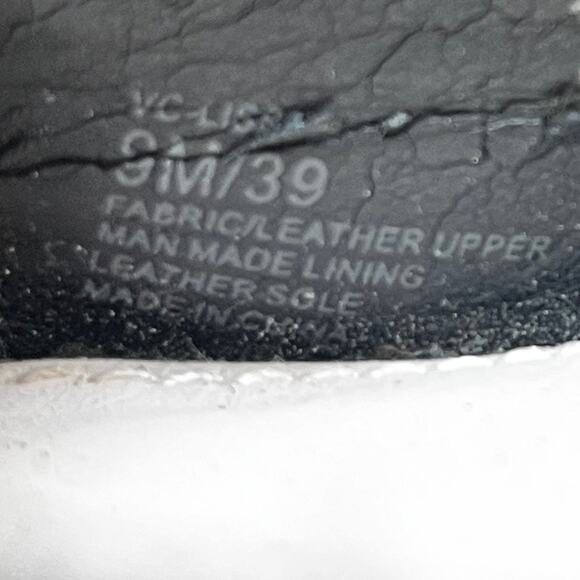 9M/39
FABRIC/LEATHER UPPER
MAN MADE LINING
LEATHER SOLE
MADE IN CHINA